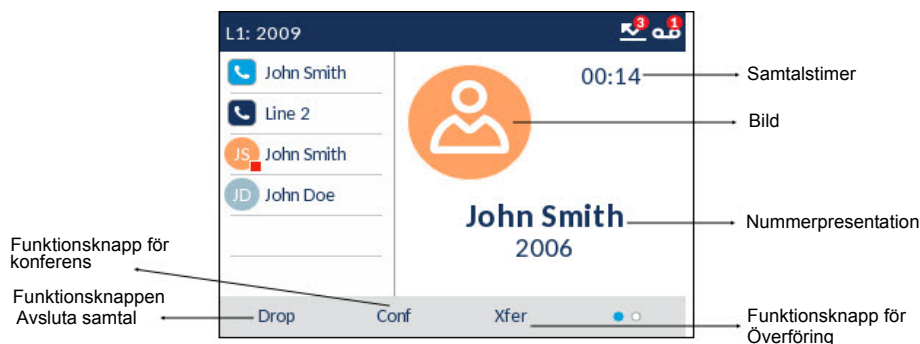 L1: 2009
3
1
John Smith
Line 2
JS John Smith
JD John Doe
00:14
John Smith
2006
Drop
Conf
Xfer
Samtalstimer
Bild
Nummerpresentation
Funktionsknapp för
konferens
Funktionsknappen
Avsluta samtal
Funktionsknapp för
Överföring